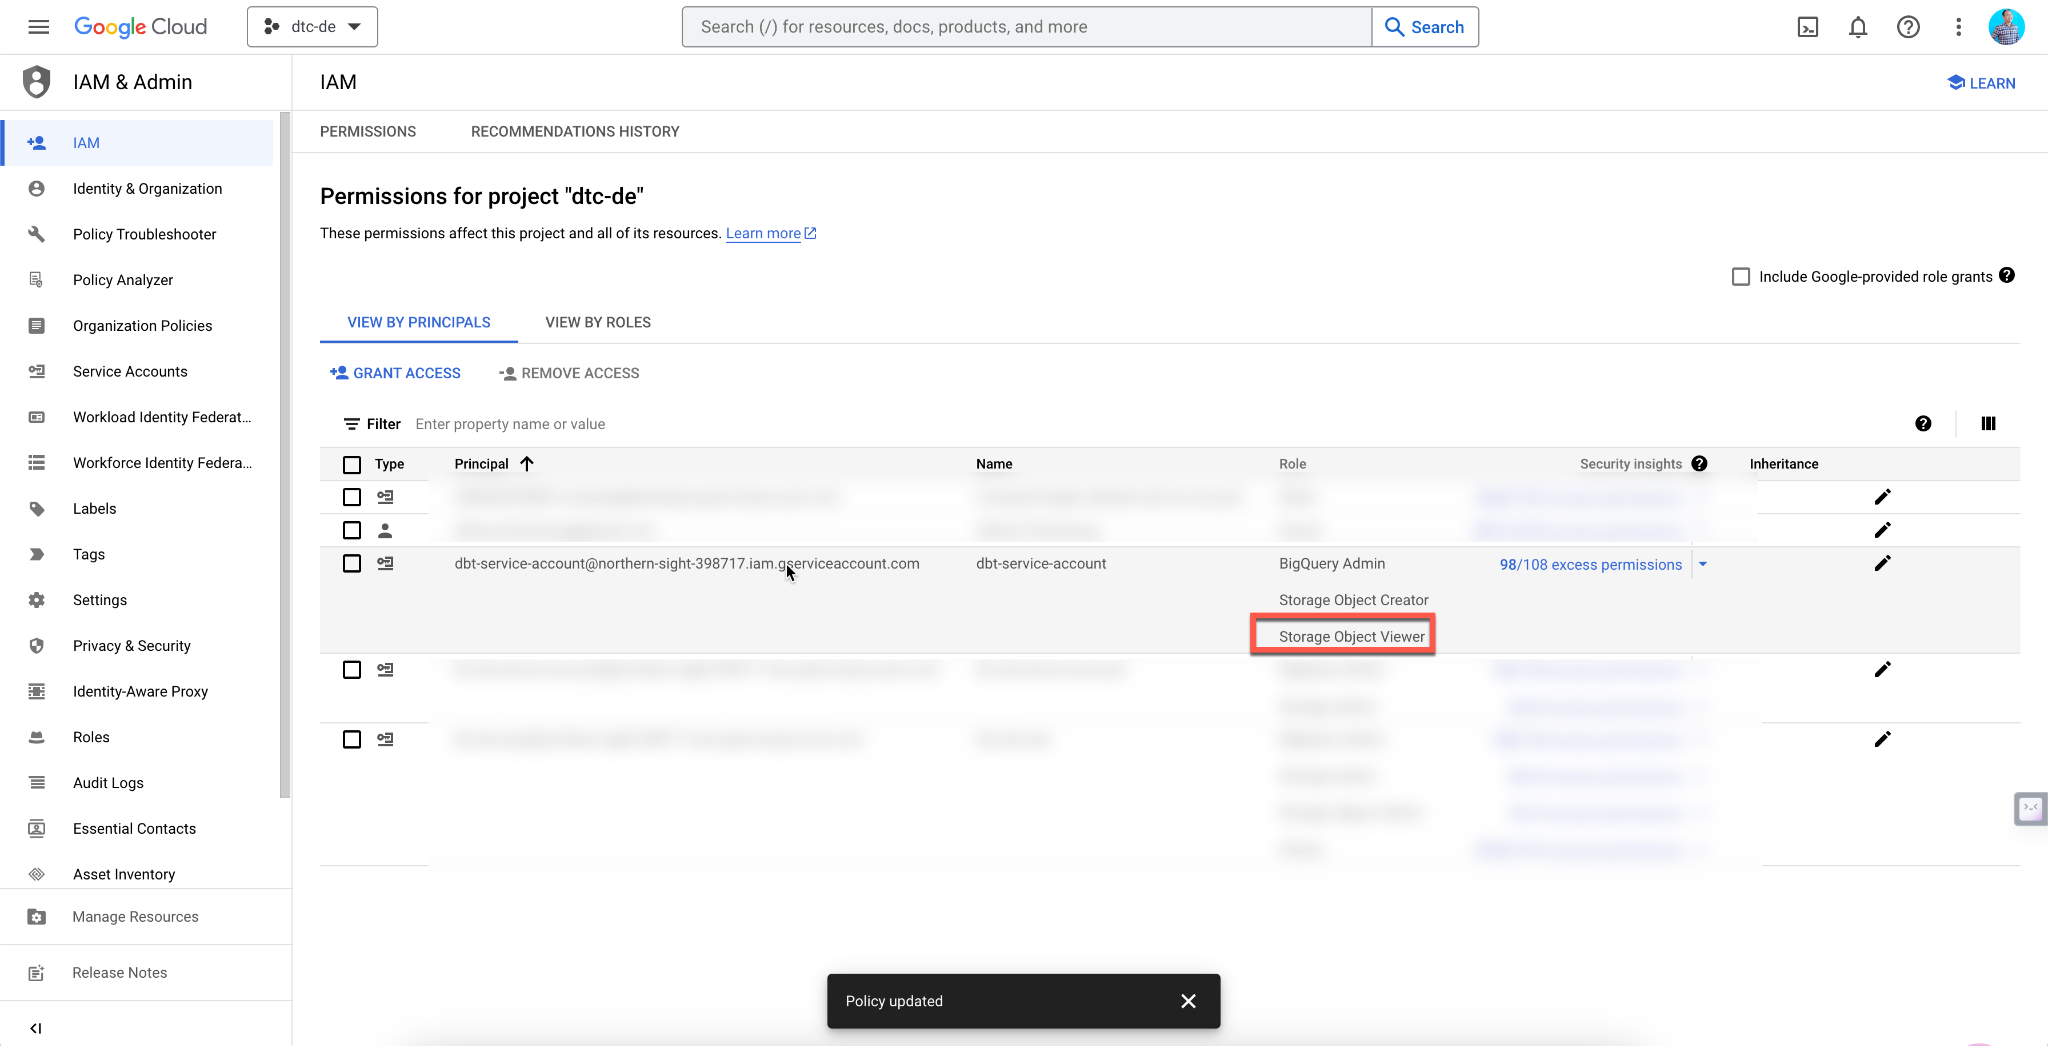 Google Cloud
dtc-de
Search (/) for resources, docs, products, and more
Search
IAM & Admin
IAM
LEARN
IAM
Identity & Organization
Policy Troubleshooter
Policy Analyzer
Organization Policies
Service Accounts
Workload Identity Federat...
Workforce Identity Federa...
Labels
Tags
Settings
Privacy & Security
Identity-Aware Proxy
Roles
Audit Logs
Essential Contacts
Asset Inventory
Manage Resources
Release Notes
PERMISSIONS
RECOMMENDATIONS HISTORY
Permissions for project "dtc-de"
These permissions affect this project and all of its resources. Learn more
Include Google-provided role grants
VIEW BY PRINCIPALS
VIEW BY ROLES
GRANT ACCESS
REMOVE ACCESS
Filter
Enter property name or value
Type
Principal
Name
Role
Security insights
Inheritance
dbt-service-account@northern-sight-398717.iam.gserviceaccount.com
dbt-service-account
BigQuery Admin
98/108 excess permissions
Storage Object Creator
Storage Object Viewer
Policy updated